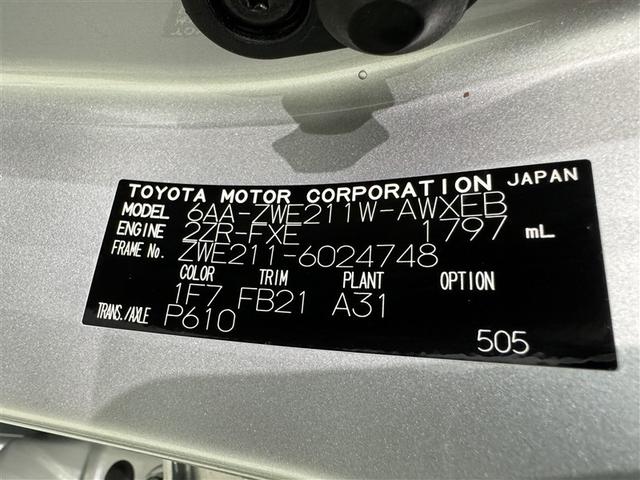 TOYOTA MOTOR CORPORATION JAPAN
MODEL 6AA-ZWE211W-AWXEB
ENGINE 2ZR-FXE 1797 mL
FRAME No. ZWE211-6024748
COLOR TRIM PLANT OPTION
1F7 FB21 A31
TRANS./AXLE P610
505